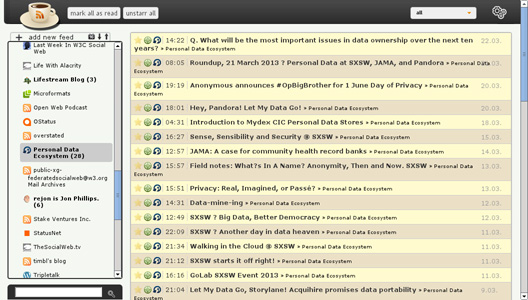 mark all as read
unstarr all
all
add new feed
Last Week In W3C Social
Web
Life With Alacrity
Lifestream Blog (3)
Microformats
Open Web Podcast
OStatus
overstated
Personal Data
Ecosystem (28)
public-xg-
federatedsocialweb@w3.org
Mail Archives
rejon is Jon Phillips.
(6)
Stake Ventures Inc.
StatusNet
TheSocialWeb.tv
timbl's blog
Tripletalk
14:22 Q. What will be the most important issues in data ownership over the next ten 22.03.
years? » Personal Data Ecosystem
08:05 Roundup, 21 March 2013 ? Personal Data at SXSW, JAMA, and Pandora » Personal Data 21.03.
Ecosystem
19:19 Anonymous announces #OpBigBrother for 1 June Day of Privacy » Personal Data 20.03.
Ecosystem
18:01 Hey, Pandora! Let My Data Go! » Personal Data Ecosystem 20.03.
04:31 Introduction to Mydex CIC Personal Data Stores » Personal Data Ecosystem 18.03.
16:27 Sense, Sensibility and Security @ SXSW » Personal Data Ecosystem 15.03.
12:57 JAMA: A case for community health record banks » Personal Data Ecosystem 14.03.
15:57 Field notes: What?s In A Name? Anonymity, Then and Now. SXSW » Personal Data 13.03.
Ecosystem
15:51 Privacy: Real, Imagined, or Passé? » Personal Data Ecosystem 13.03.
14:31 Data-mine-ing » Personal Data Ecosystem 13.03.
12:49 SXSW ? Big Data, Better Democracy » Personal Data Ecosystem 12.03.
22:09 SXSW ? Another day in data heaven » Personal Data Ecosystem 11.03.
21:34 Walking in the Cloud @ SXSW » Personal Data Ecosystem 11.03.
21:12 SXSW starts it off right! » Personal Data Ecosystem 11.03.
16:16 GoLab SXSW Event 2013 » Personal Data Ecosystem 11.03.
21:04 Let My Data Go, Storylane! Acquihire promises data portability » Personal Data 9.03.